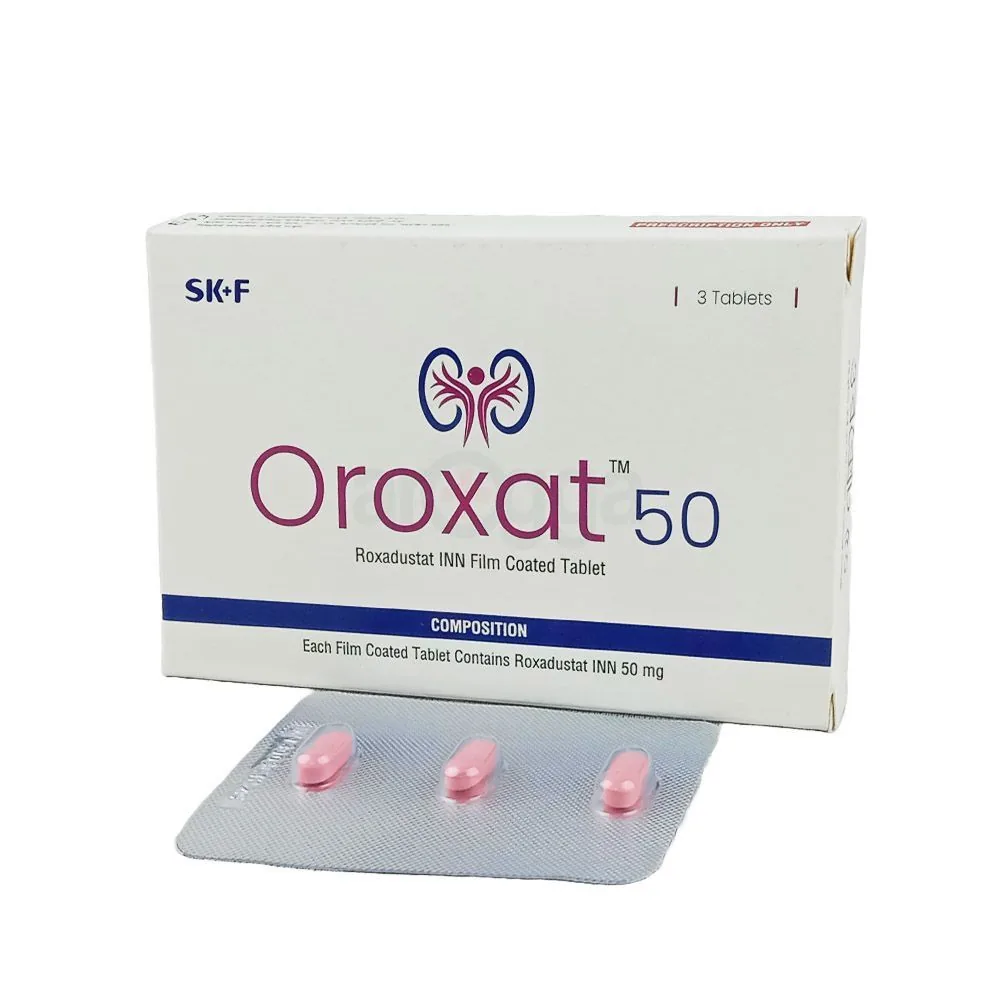 PRESCRIPTION ONLY
SK+F
3 Tablets
Oroxat™ 50
Roxadustat INN Film Coated Tablet
COMPOSITION
Each Film Coated Tablet Contains Roxadustat INN 50 mg